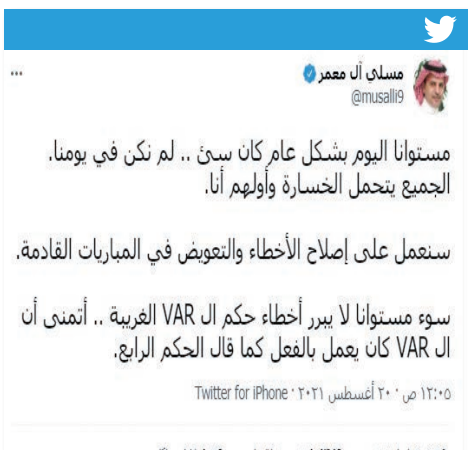 مسلي آل معمر
@musalli9
مستوانا اليوم بشكل عام كان سئ .. لم نكن في يومنا.
الجميع يتحمل الخسارة وأولهم أنا.
سنعمل على إصلاح الأخطاء والتعويض في المباريات القادمة.
سوء مستوانا لا يبرر أخطاء حكم ال VAR الغريبة .. أتمنى أن
ال VAR كان يعمل بالفعل كما قال الحكم الرابع.
١٢:٠٥ ص · ٢٠ أغسطس ٢٠٢١ · Twitter for iPhone